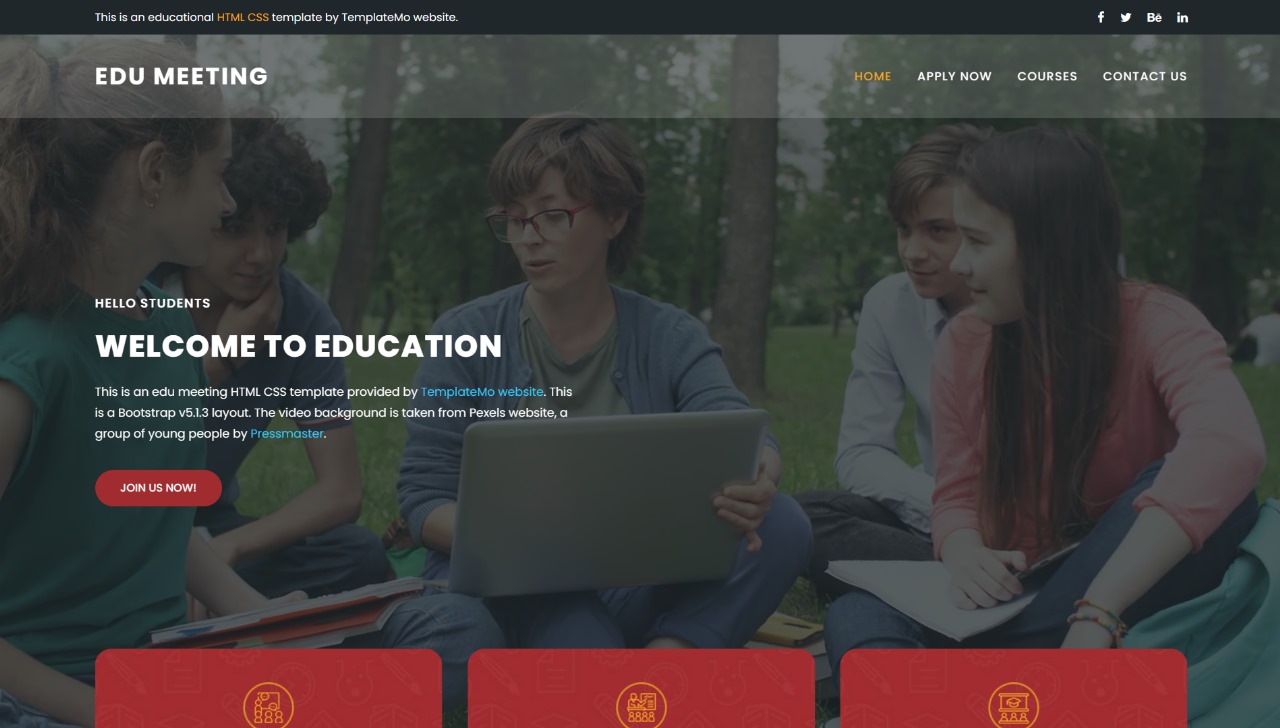 This is an educational HTML CSS template by TemplateMo website.
EDU MEETING
HOME APPLY NOW COURSES CONTACT US
HELLO STUDENTS
WELCOME TO EDUCATION
This is an edu meeting HTML CSS template provided by TemplateMo website. This
is a Bootstrap v5.1.3 layout. The video background is taken from Pexels website, a
group of young people by Pressmaster.
JOIN US NOW!